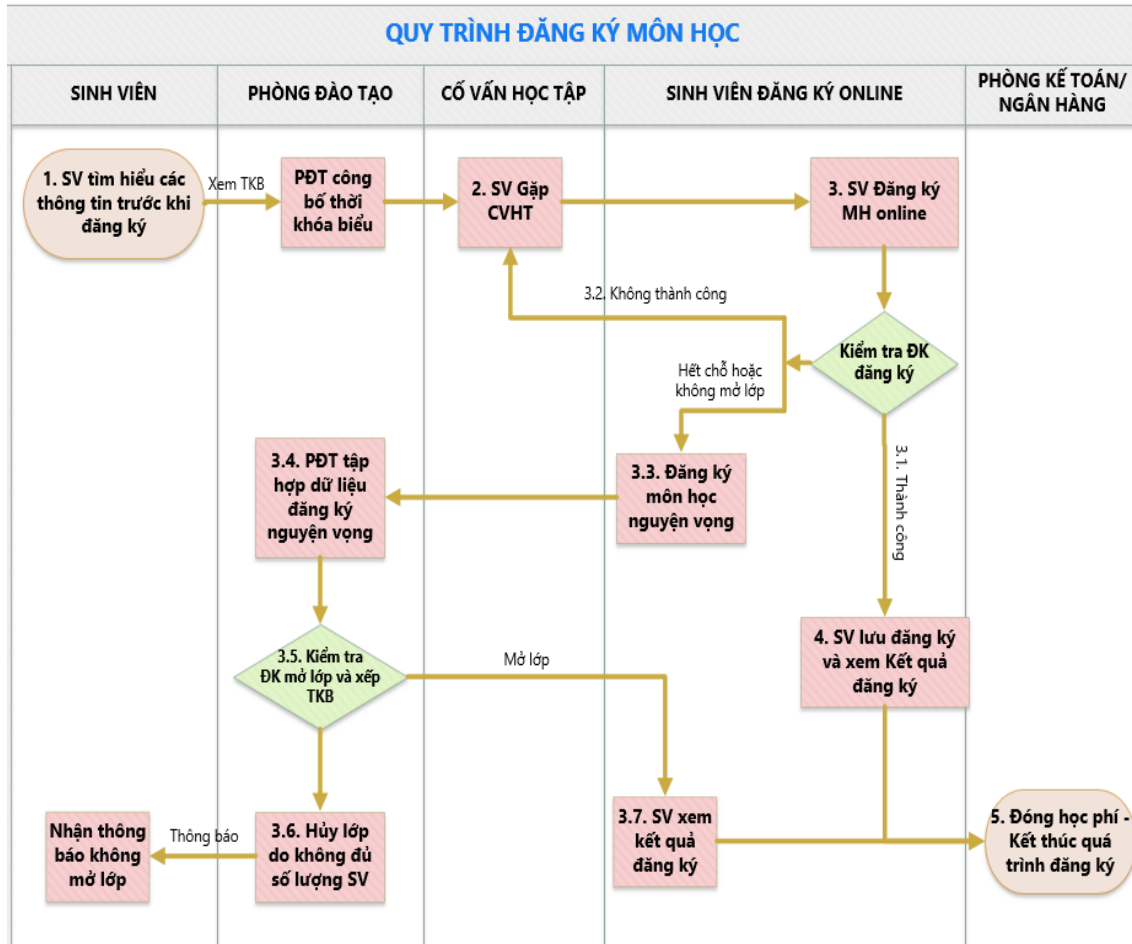 QUY TRÌNH ĐĂNG KÝ MÔN HỌC
SINH VIÊN
PHÒNG ĐÀO TẠO
CỐ VẤN HỌC TẬP
SINH VIÊN ĐĂNG KÝ ONLINE
PHÒNG KẾ TOÁN/
NGÂN HÀNG
1. SV tìm hiểu các
thông tin trước khi
đăng ký
Xem TKB
PĐT công
bố thời
khóa biểu
2. SV Gặp
CVHT
3. SV Đăng ký
MH online
3.2. Không thành công
Kiểm tra ĐK
đăng ký
Hết chỗ hoặc
không mở lớp
3.1. Thành công
3.4. PĐT tập
hợp dữ liệu
đăng ký
nguyện vọng
3.3. Đăng ký
môn học
nguyện vọng
3.5. Kiểm tra
ĐK mở lớp và xếp
TKB
Mở lớp
4. SV lưu đăng ký
và xem Kết quả
đăng ký
Nhận thông
báo không
mở lớp
Thông báo
3.6. Hủy lớp
do không đủ
số lượng SV
3.7. SV xem
kết quả
đăng ký
5. Đóng học phí -
Kết thúc quá
trình đăng ký